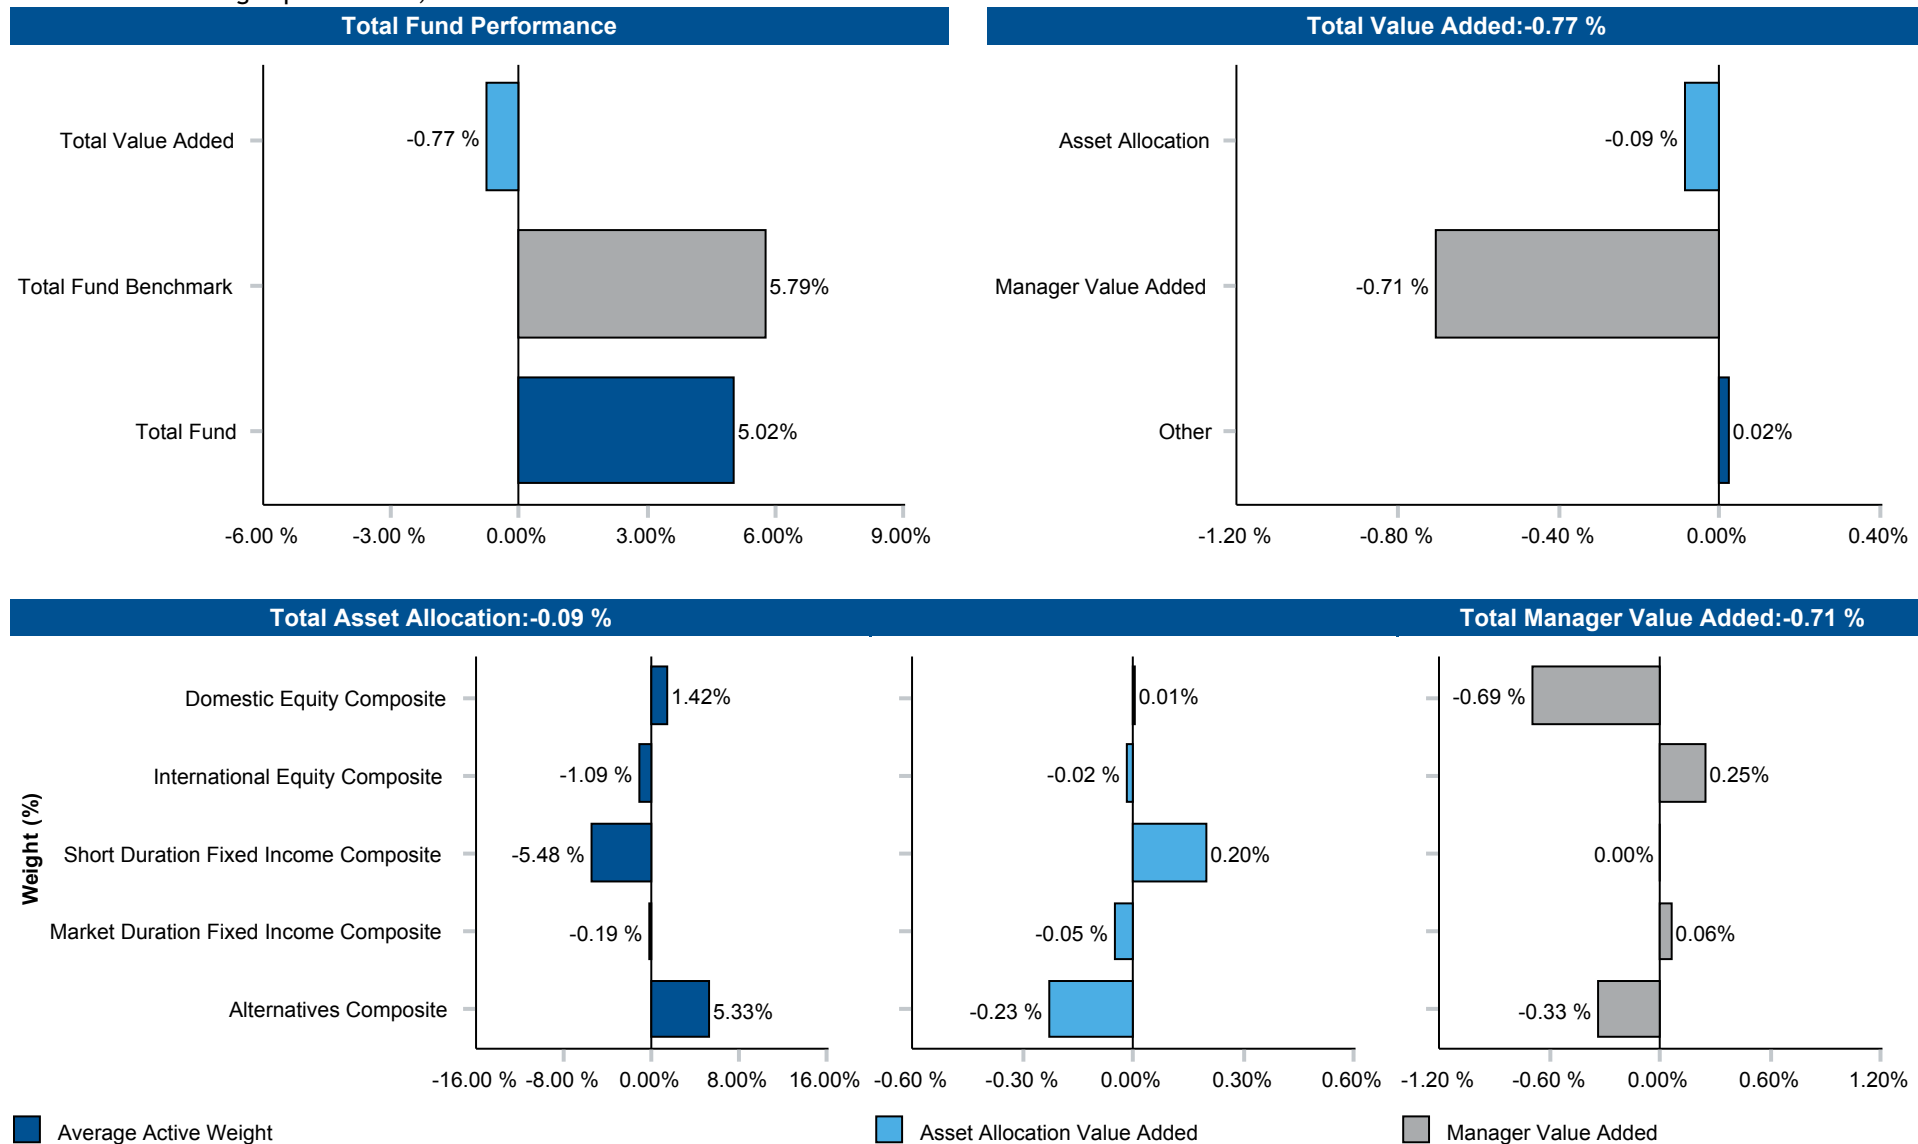 Total Fund Performance
Total Value Added:-0.77 %
Total Value Added
-0.77 %
Total Fund Benchmark
5.79%
Total Fund
5.02%
-6.00 % -3.00 % 0.00% 3.00% 6.00% 9.00%
Asset Allocation
-0.09 %
Manager Value Added
-0.71 %
Other
0.02%
-1.20 % -0.80 % -0.40 % 0.00% 0.40%
Total Asset Allocation:-0.09 %
Total Manager Value Added:-0.71 %
Weight (%)
Domestic Equity Composite 1.42% 0.01% -0.69 %
International Equity Composite -1.09 % -0.02 % 0.25%
Short Duration Fixed Income Composite -5.48 % 0.20% 0.00%
Market Duration Fixed Income Composite -0.19 % -0.05 % 0.06%
Alternatives Composite 5.33% -0.23 % -0.33 %
-16.00 % -8.00 % 0.00% 8.00% 16.00% -0.60 % -0.30 % 0.00% 0.30% 0.60% -1.20 % -0.60 % 0.00% 0.60% 1.20%
Average Active Weight
Asset Allocation Value Added
Manager Value Added